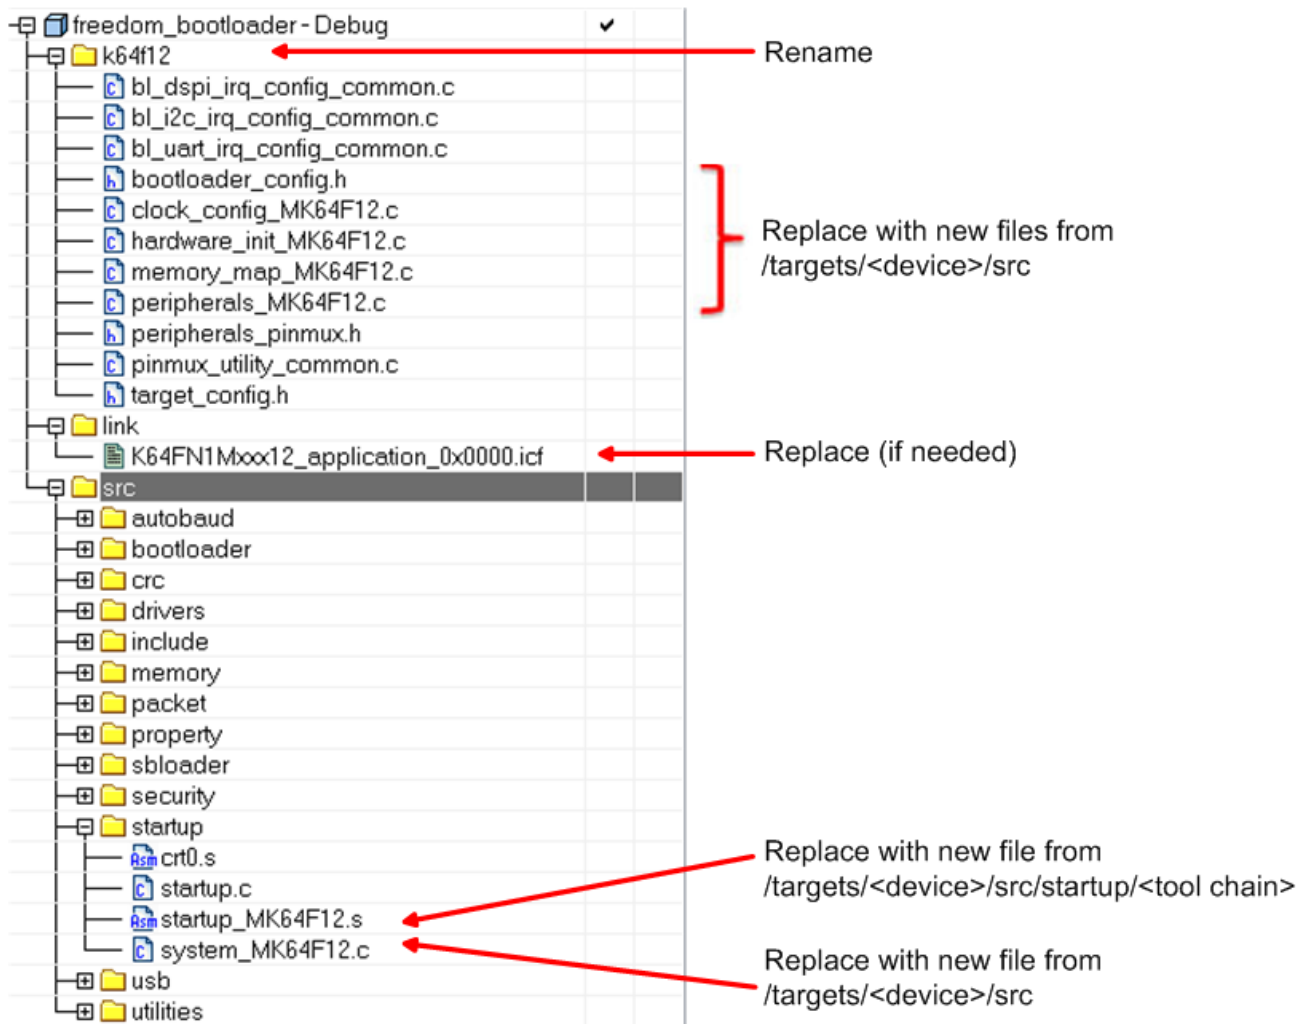 freedom_bootloader - Debug
k64f12
Rename
bl_dspi_irq_config_common.c
bl_i2c_irq_config_common.c
bl_uart_irq_config_common.c
bootloader_config.h
clock_config_MK64F12.c
hardware_init_MK64F12.c
memory_map_MK64F12.c
peripherals_MK64F12.c
Replace with new files from
/targets/<device>/src
peripherals_pinmux.h
pinmux_utility_common.c
target_config.h
link
K64FN1Mxxx12_application_0x0000.icf
Replace (if needed)
src
autobaud
bootloader
crc
drivers
include
memory
packet
property
sbloader
security
startup
crt0.s
startup.c
startup_MK64F12.s
system_MK64F12.c
Replace with new file from
/targets/<device>/src/startup/<tool chain>
Replace with new file from
/targets/<device>/src
usb
utilities